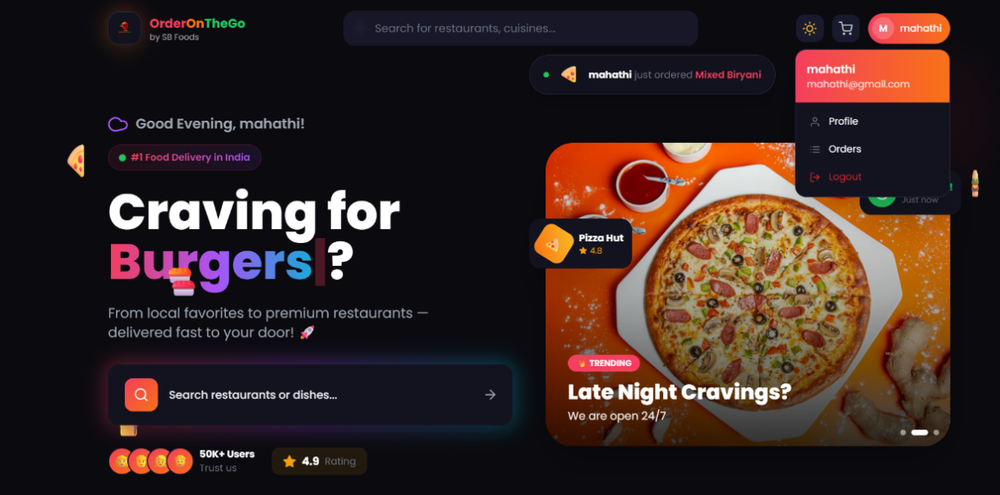 OrderOnTheGo
by SB Foods
Search for restaurants, cuisines...
M mahathi
mahathi
mahathi@gmail.com
Profile
Orders
Logout
mahathi just ordered Mixed Biryani
Good Evening, mahathi!
#1 Food Delivery in India
Craving for
Burgers|?
From local favorites to premium restaurants —
delivered fast to your door! 🚀
Search restaurants or dishes...
50K+ Users
Trust us
4.9 Rating
!
Just now
Pizza Hut
4.8
TRENDING
Late Night Cravings?
We are open 24/7